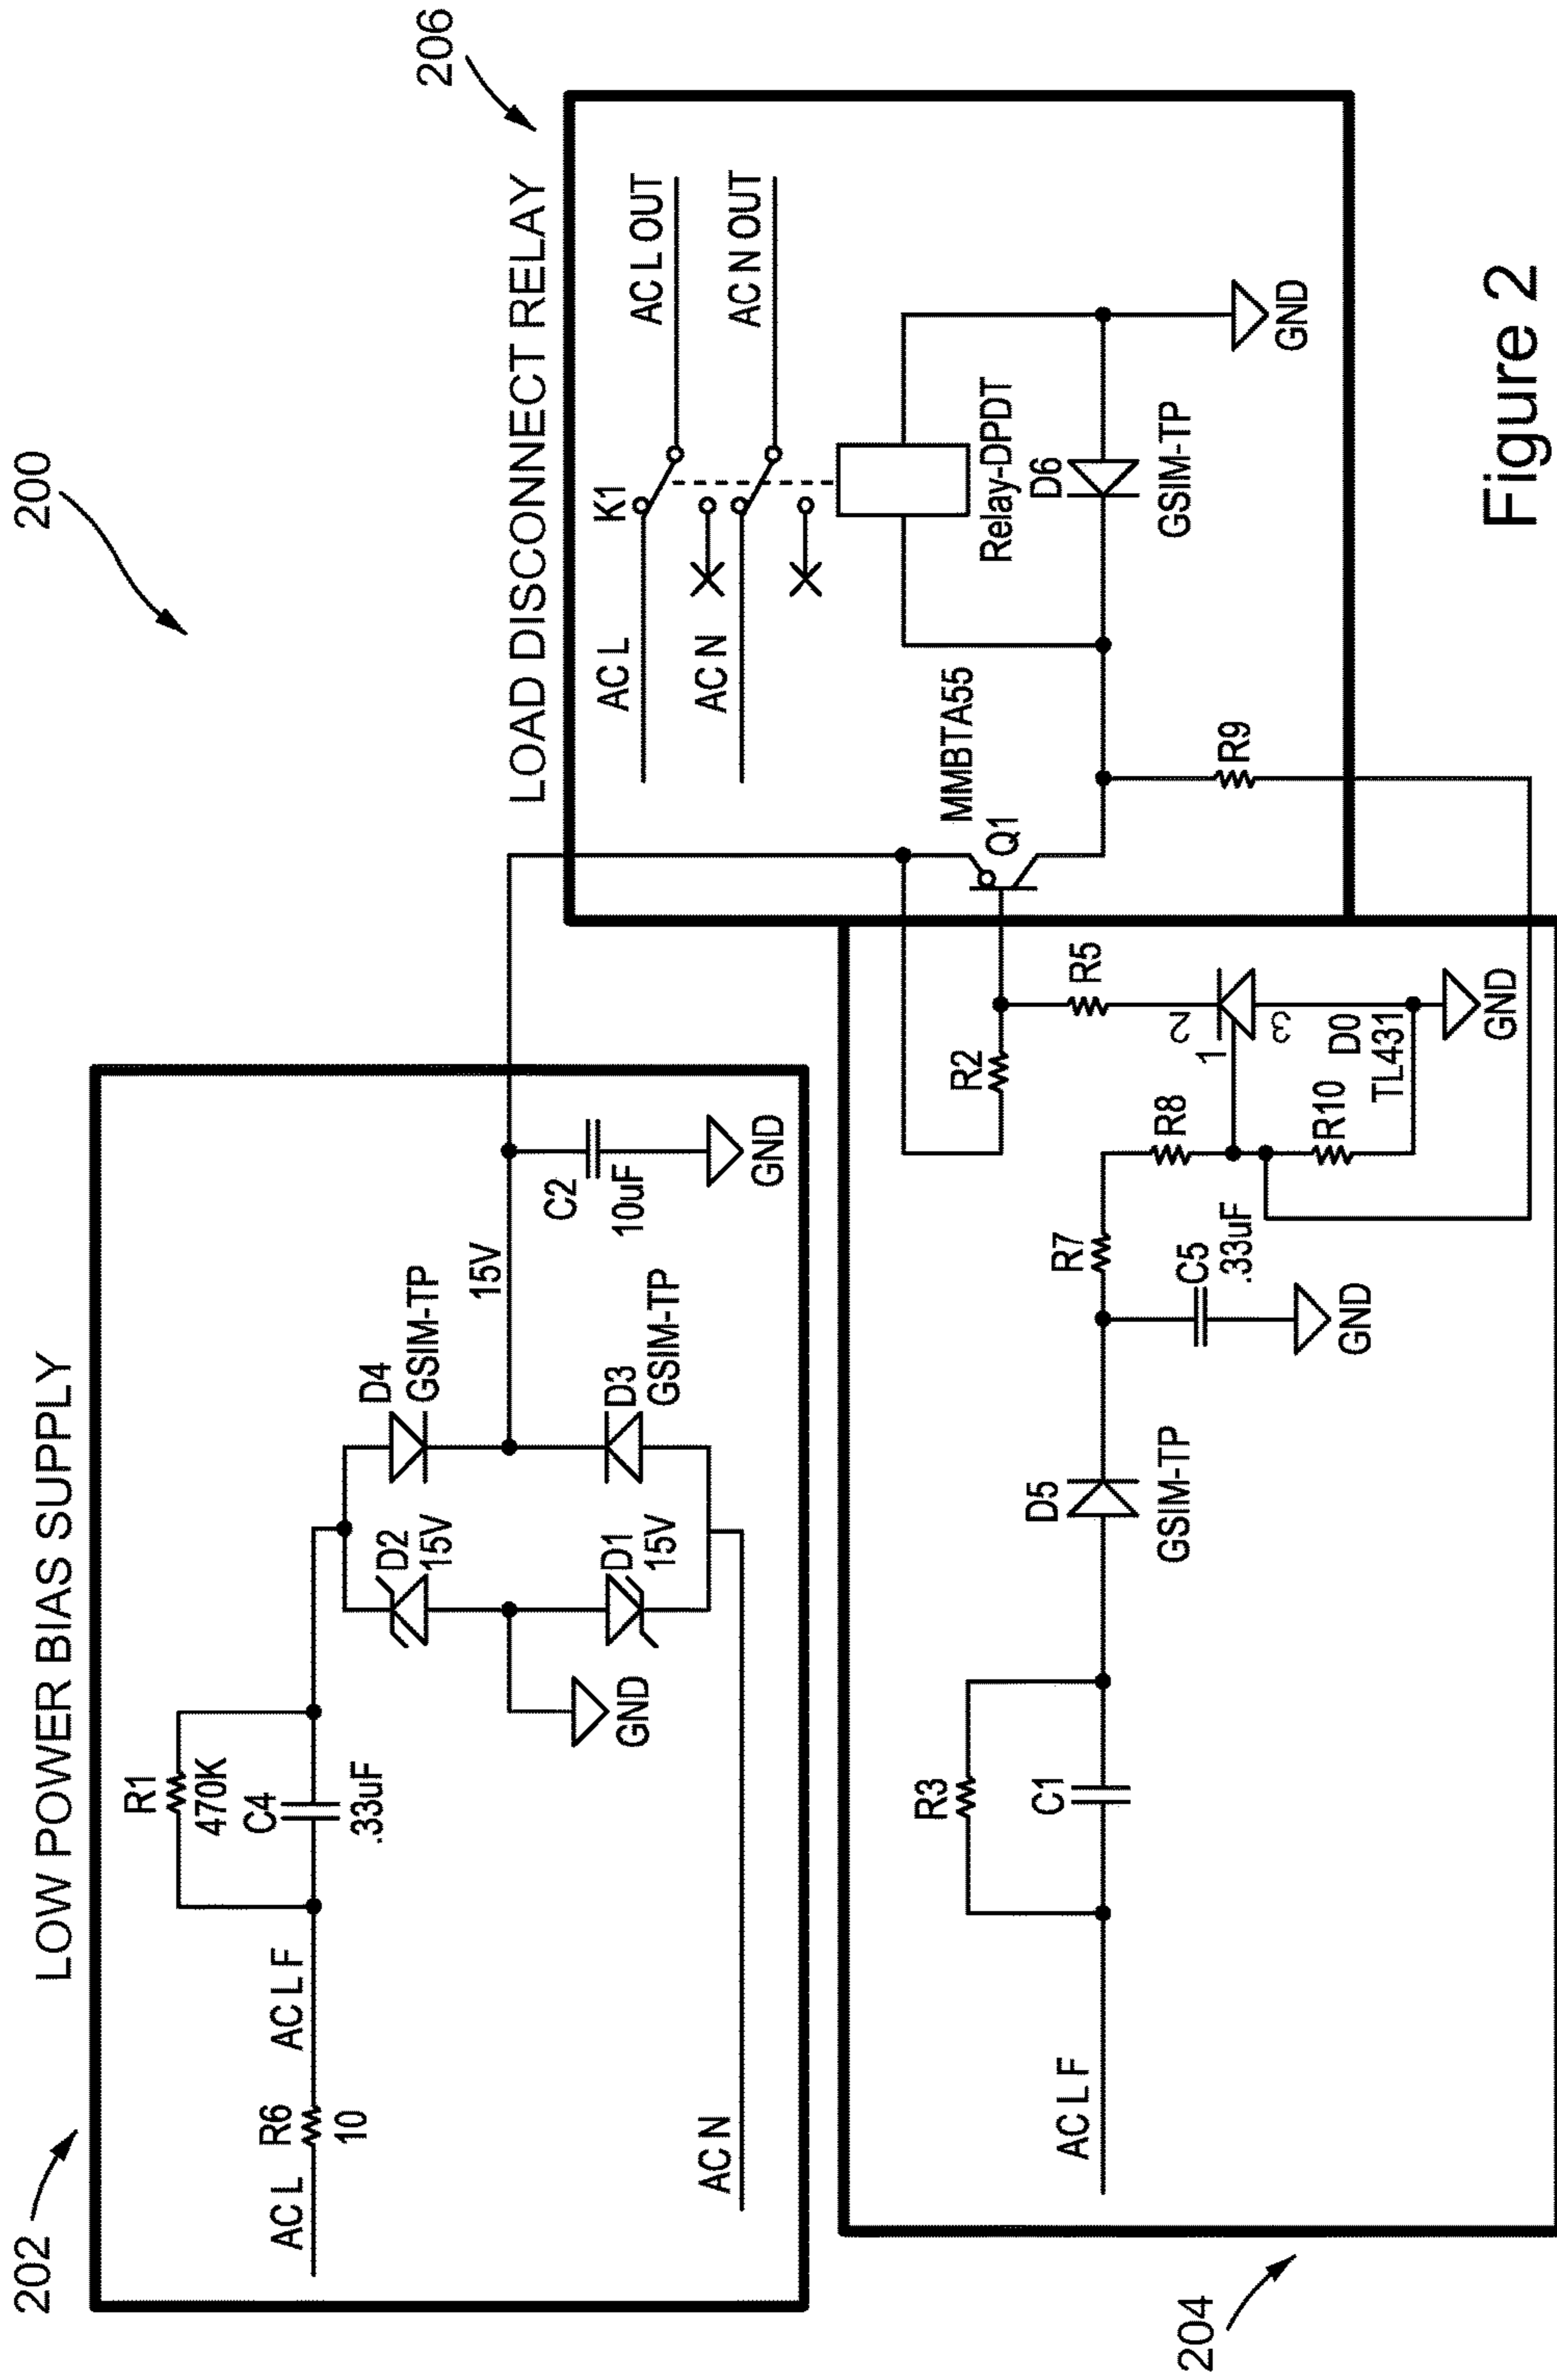 200
202
LOW POWER BIAS SUPPLY
R1
470K
C4
.33uF
AC L
R6
10
AC L F
AC N
D2
15V
D1
15V
GND
D4
GSIM-TP
D3
GSIM-TP
15V
C2
10uF
GND
206
LOAD DISCONNECT RELAY
K1
AC L
AC L OUT
AC N
AC N OUT
Relay-DPDT
D6
GSIM-TP
GND
MMBTA55
Q1
R9
204
AC L F
R3
C1
D5
GSIM-TP
R7
C5
.33uF
GND
R8
R10
R2
R5
1
2
3
D0
TL431
GND
Figure 2